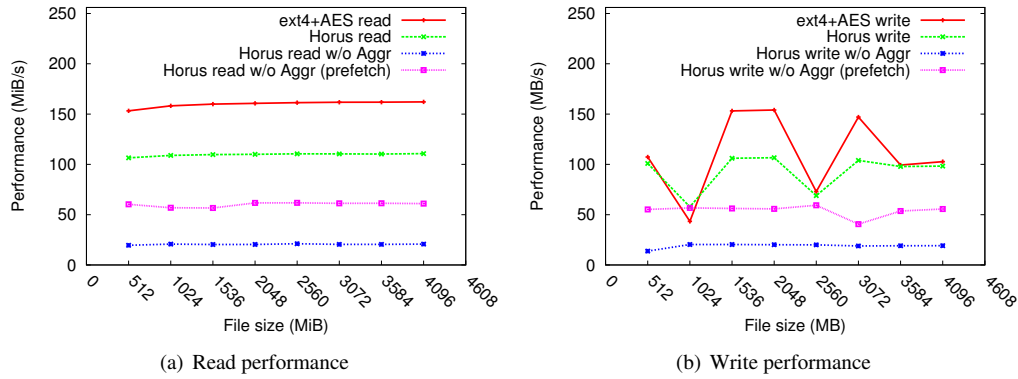 250
200
150
100
50
0
Performance (MiB/s)
ext4+AES read
Horus read
Horus read w/o Aggr
Horus read w/o Aggr (prefetch)
0
512
1024
1536
2048
2560
3072
3584
4096
4608
File size (MiB)
(a) Read performance
250
200
150
100
50
0
Performance (MB/s)
ext4+AES write
Horus write
Horus write w/o Aggr
Horus write w/o Aggr (prefetch)
0
512
1024
1536
2048
2560
3072
3584
4096
4608
File size (MB)
(b) Write performance